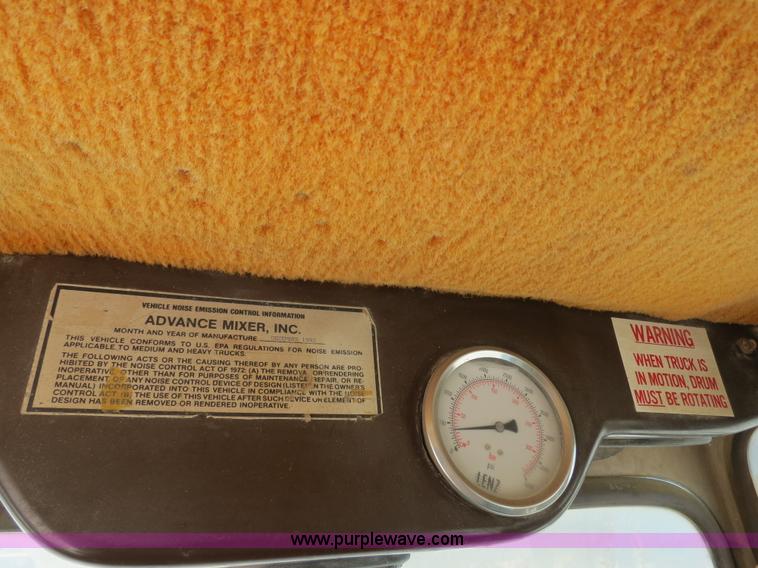 VEHICLE NOISE EMISSION CONTROL INFORMATION
ADVANCE MIXER, INC.
MONTH AND YEAR OF MANUFACTURE
THIS VEHICLE CONFORMS TO U.S. EPA REGULATIONS FOR NOISE EMISSION
APPLICABLE TO MEDIUM AND HEAVY TRUCKS.
THE FOLLOWING ACTS OR THE CAUSING THEREOF BY ANY PERSON ARE PRO-
HIBITED BY THE NOISE CONTROL ACT OF 1972: (A) THE REMOVAL OR RENDERING
INOPERATIVE, OTHER THAN FOR PURPOSES OF MAINTENANCE, REPAIR, OR RE-
PLACEMENT OF ANY NOISE CONTROL DEVICE OF DESIGN (LISTED IN THE OWNER'S
MANUAL) INCORPORATED INTO THIS VEHICLE IN COMPLIANCE WITH THE NOISE
CONTROL ACT (B) THE USE OF THIS VEHICLE AFTER SUCH DEVICE OR ELEMENT OF
DESIGN HAS BEEN REMOVED OR RENDERED INOPERATIVE.
WARNING
WHEN TRUCK IS
IN MOTION, DRUM
MUST BE ROTATING
bar
psi
LENZ
www.purplewave.com